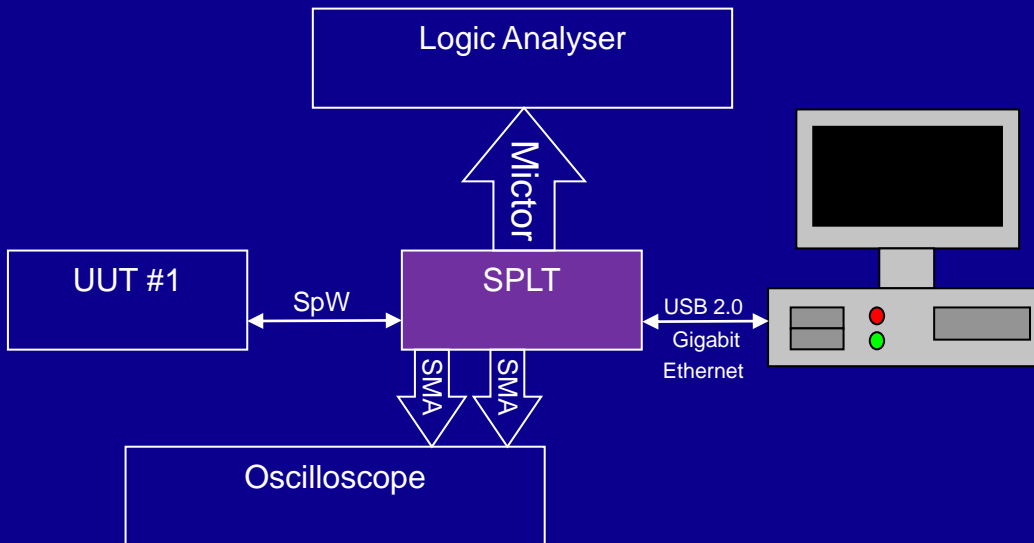 Logic Analyser
Mictor
UUT #1
SpW
SPLT
USB 2.0
Gigabit
Ethernet
SMA
SMA
Oscilloscope